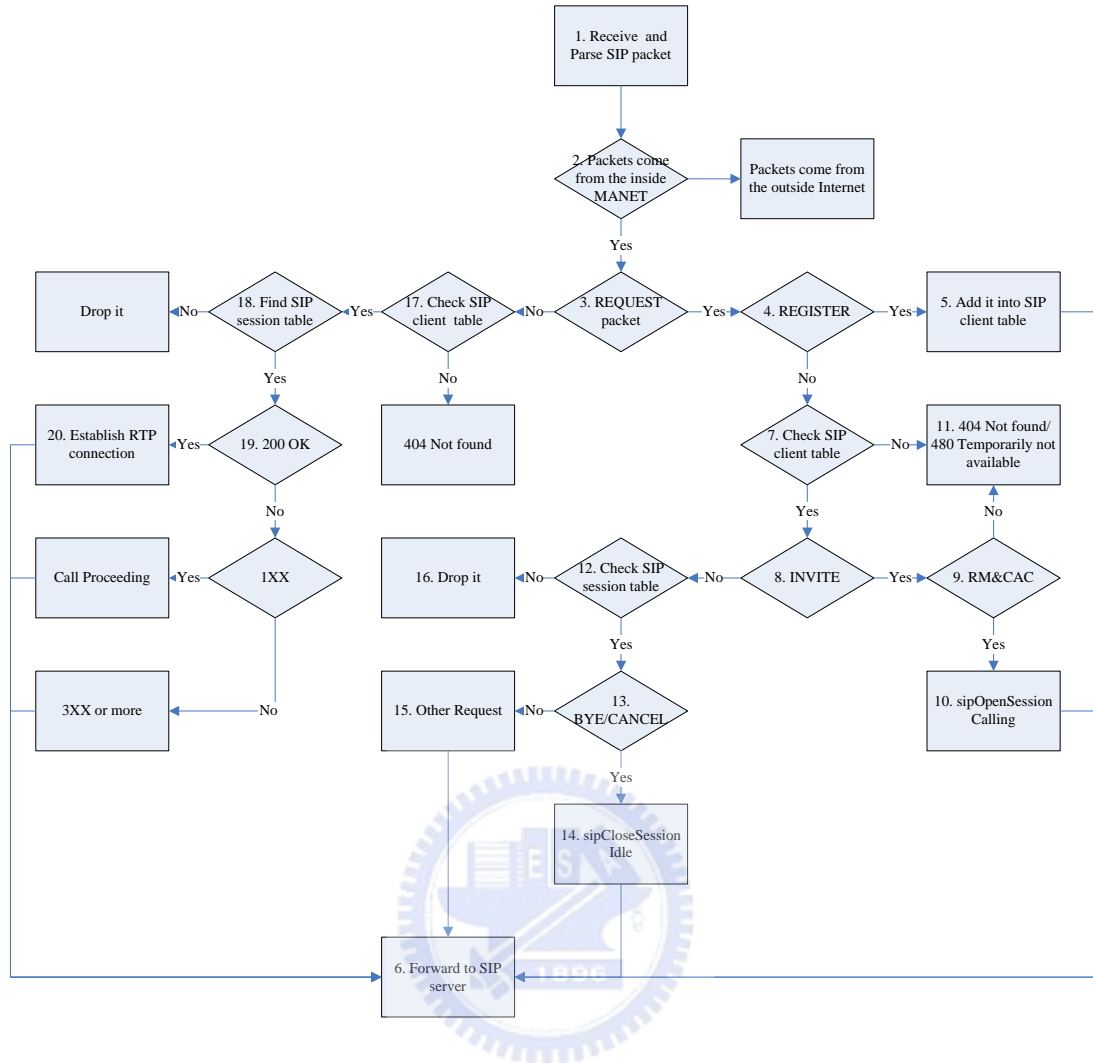 1. Receive and
Parse SIP packet
2. Packets come
from the inside
MANET
Packets come from
the outside Internet
Yes
Drop it
No
18. Find SIP
session table
Yes
17. Check SIP
client table
No
3. REQUEST
packet
Yes
4. REGISTER
Yes
5. Add it into SIP
client table
Yes
No
No
20. Establish RTP
connection
Yes
19. 200 OK
404 Not found
7. Check SIP
client table
No
11. 404 Not found/
480 Temporarily not
available
No
Yes
No
Call Proceeding
Yes
1XX
16. Drop it
No
12. Check SIP
session table
No
8. INVITE
Yes
9. RM&CAC
Yes
Yes
3XX or more
No
15. Other Request
No
13.
BYE/CANCEL
10. sipOpenSession
Calling
Yes
14. sipCloseSession
Idle
E S
6. Forward to SIP
server
1896